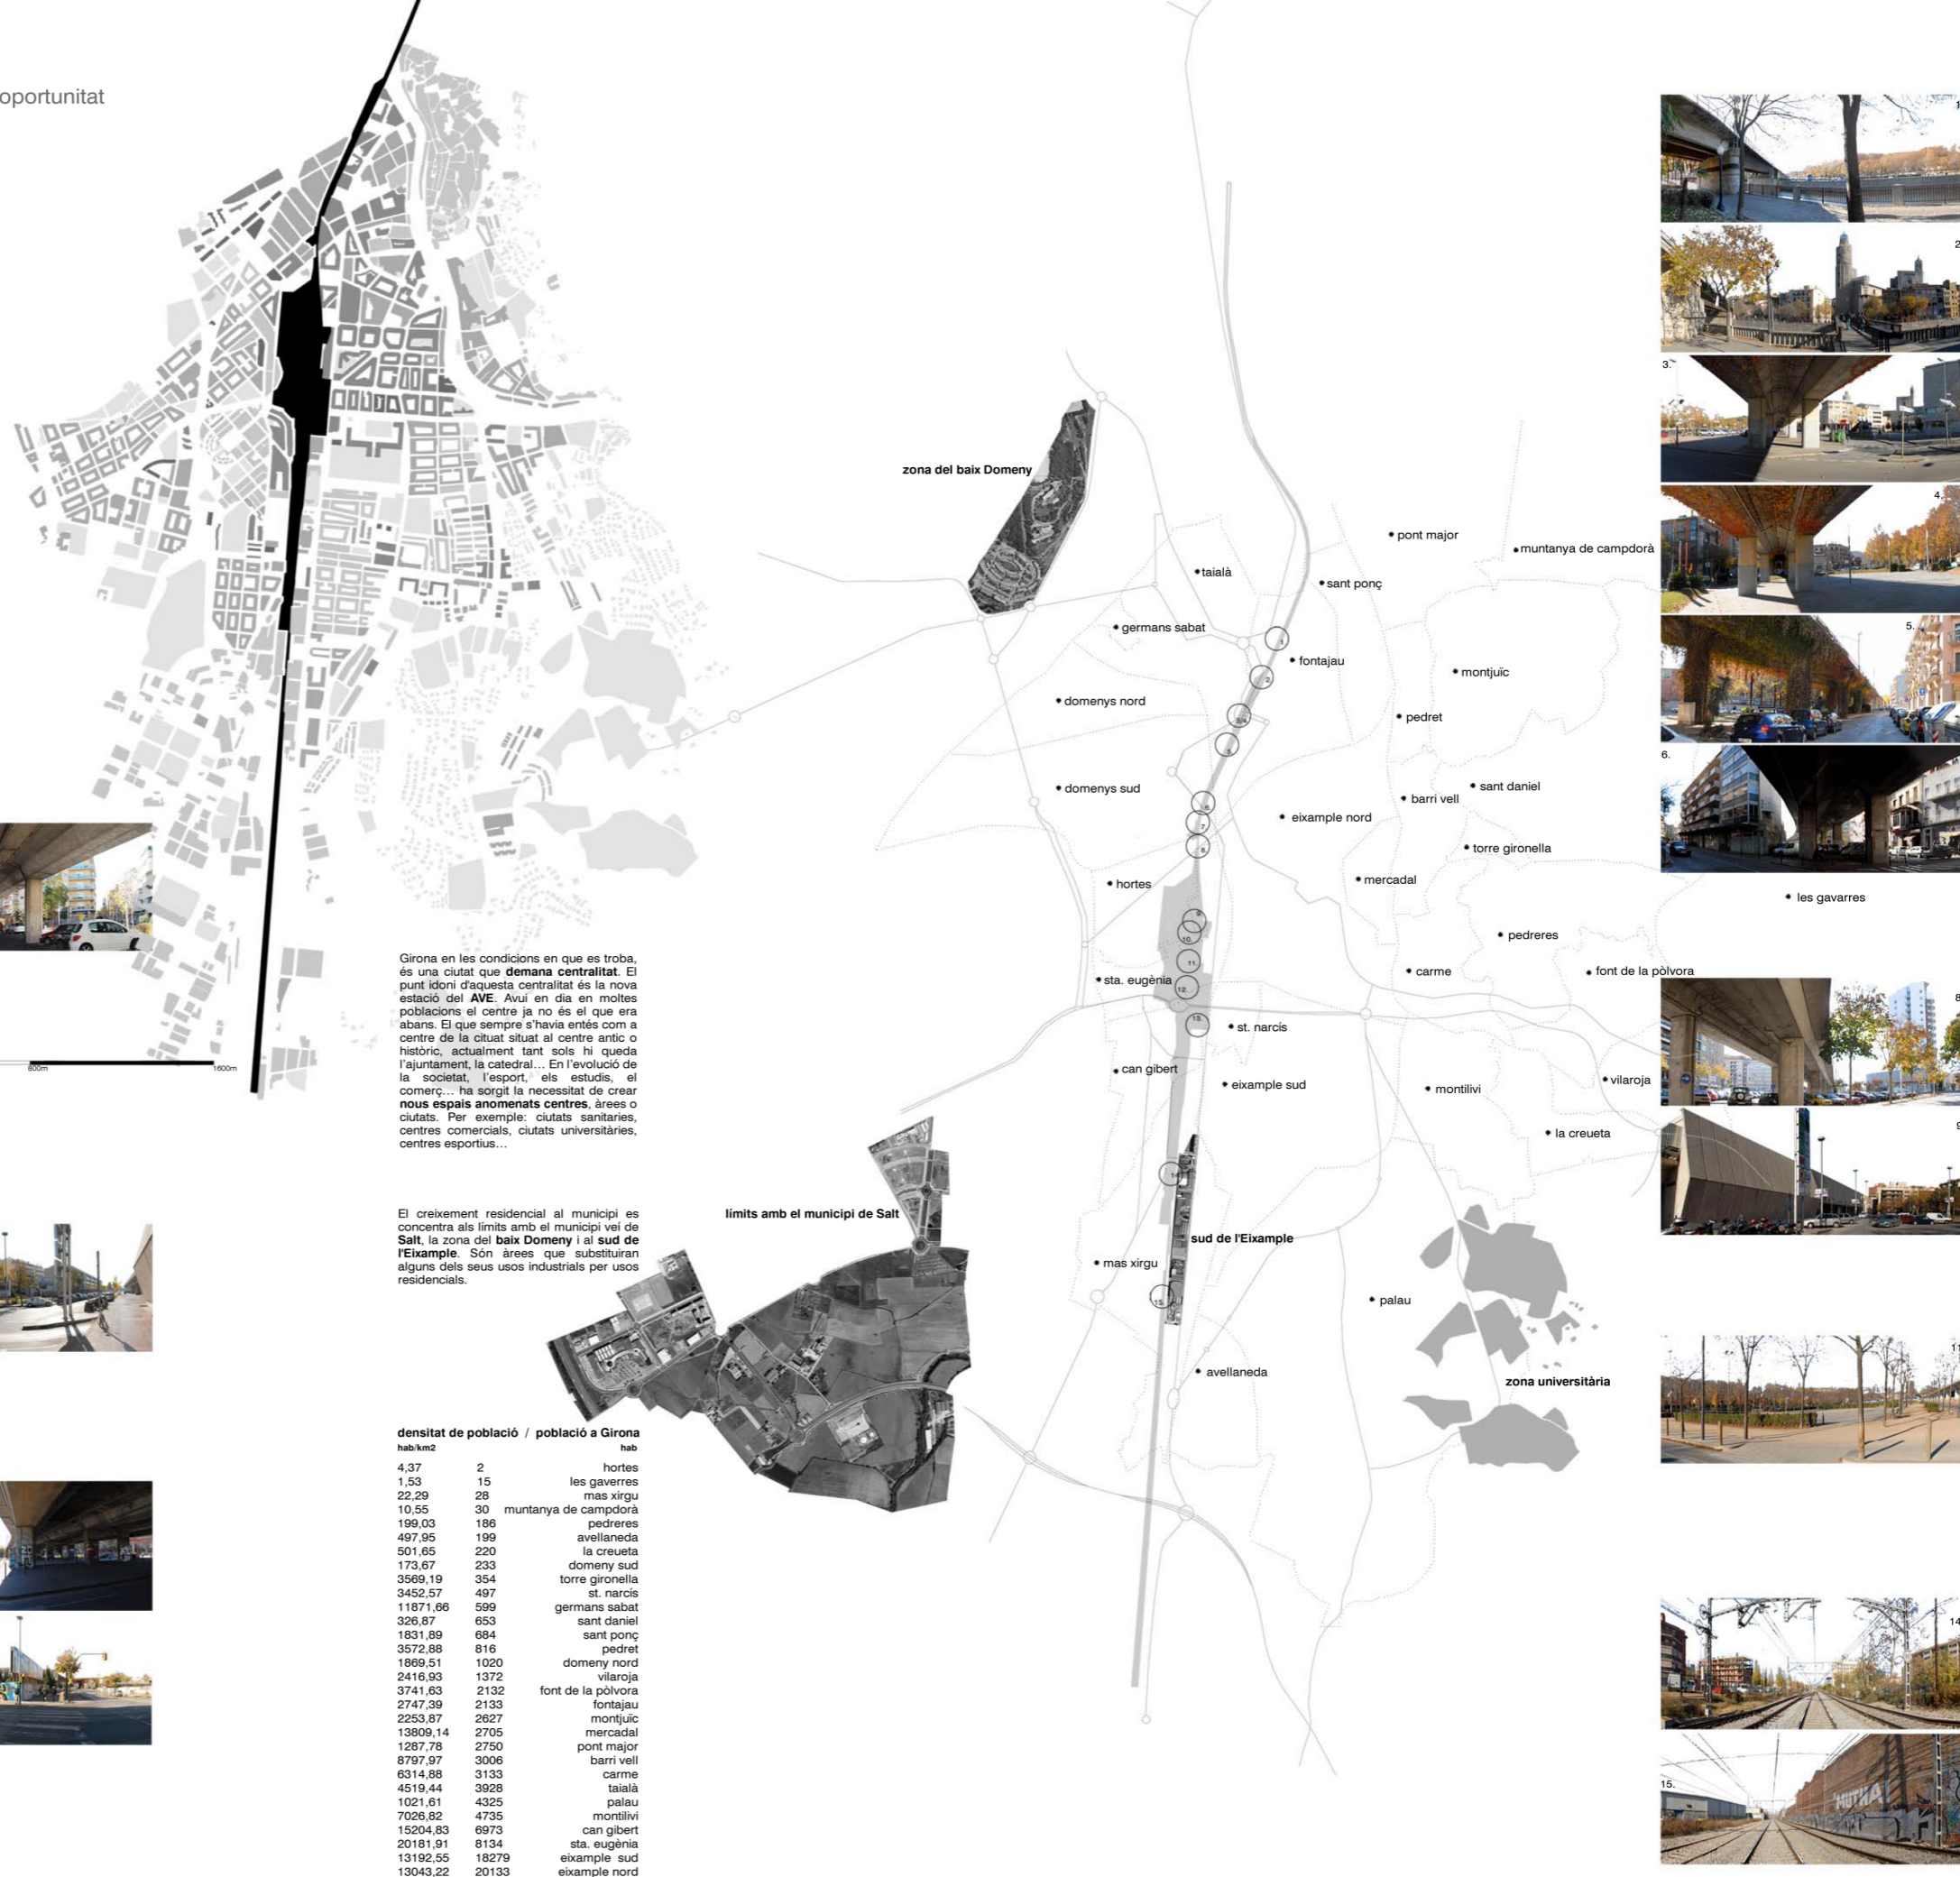 oportunitat
zona del baix Domeny
pont major
muntanya de campdorà
taialà
sant ponç
germans sabat
fontajau
montjuïc
domenys nord
pedret
domenys sud
sant daniel
barri vell
eixample nord
torre gironella
mercadal
hortes
les gavarres
pedreres
carme
font de la pòlvora
sta. eugènia
st. narcís
can gibert
eixample sud
montilivi
vilaroja
la creueta
límits amb el municipi de Salt
sud de l'Eixample
mas xirgu
palau
avellaneda
zona universitària
800m
1600m
Girona en les condicions en que es troba,
és una ciutat que demana centralitat. El
punt idoni d'aquesta centralitat és la nova
estació del AVE. Avui en dia en moltes
poblacions el centre ja no és el que era
abans. El que sempre s'havia entés com a
centre de la cituat situat al centre antic o
històric, actualment tant sols hi queda
l'ajuntament, la catedral... En l'evolució de
la societat, l'esport, els estudis, el
comerç... ha sorgit la necessitat de crear
nous espais anomenats centres, àrees o
ciutats. Per exemple: ciutats sanitaries,
centres comercials, ciutats universitàries,
centres esportius...
El creixement residencial al municipi es
concentra als límits amb el municipi veí de
Salt, la zona del baix Domeny i al sud de
l'Eixample. Són àrees que substituiran
alguns dels seus usos industrials per usos
residencials.
densitat de població / població a Girona
hab/km2 hab
4,37 2 hortes
1,53 15 les gaverres
22,29 28 mas xirgu
10,55 30 muntanya de campdorà
199,03 186 pedreres
497,95 199 avellaneda
501,65 220 la creueta
173,67 233 domeny sud
3569,19 354 torre gironella
3452,57 497 st. narcís
11871,66 599 germans sabat
326,87 653 sant daniel
1831,89 684 sant ponç
3572,88 816 pedret
1869,51 1020 domeny nord
2416,93 1372 vilaroja
3741,63 2132 font de la pòlvora
2747,39 2133 fontajau
2253,87 2627 montjuïc
13809,14 2705 mercadal
1287,78 2750 pont major
8797,97 3006 barri vell
6314,88 3133 carme
4519,44 3928 taialà
1021,61 4325 palau
7026,82 4735 montilivi
15204,83 6973 can gibert
20181,91 8134 sta. eugènia
13192,55 18279 eixample sud
13043,22 20133 eixample nord
1
2
3.
4.
5.
6.
8
9
11
14
15.